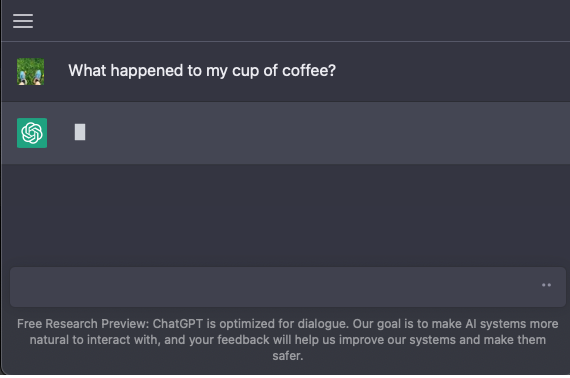 What happened to my cup of coffee?
Free Research Preview: ChatGPT is optimized for dialogue. Our goal is to make AI systems more
natural to interact with, and your feedback will help us improve our systems and make them
safer.